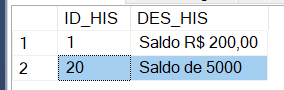 ID_HIS DES_HIS
1 1 Saldo R$ 200,00
2 20 Saldo de 5000